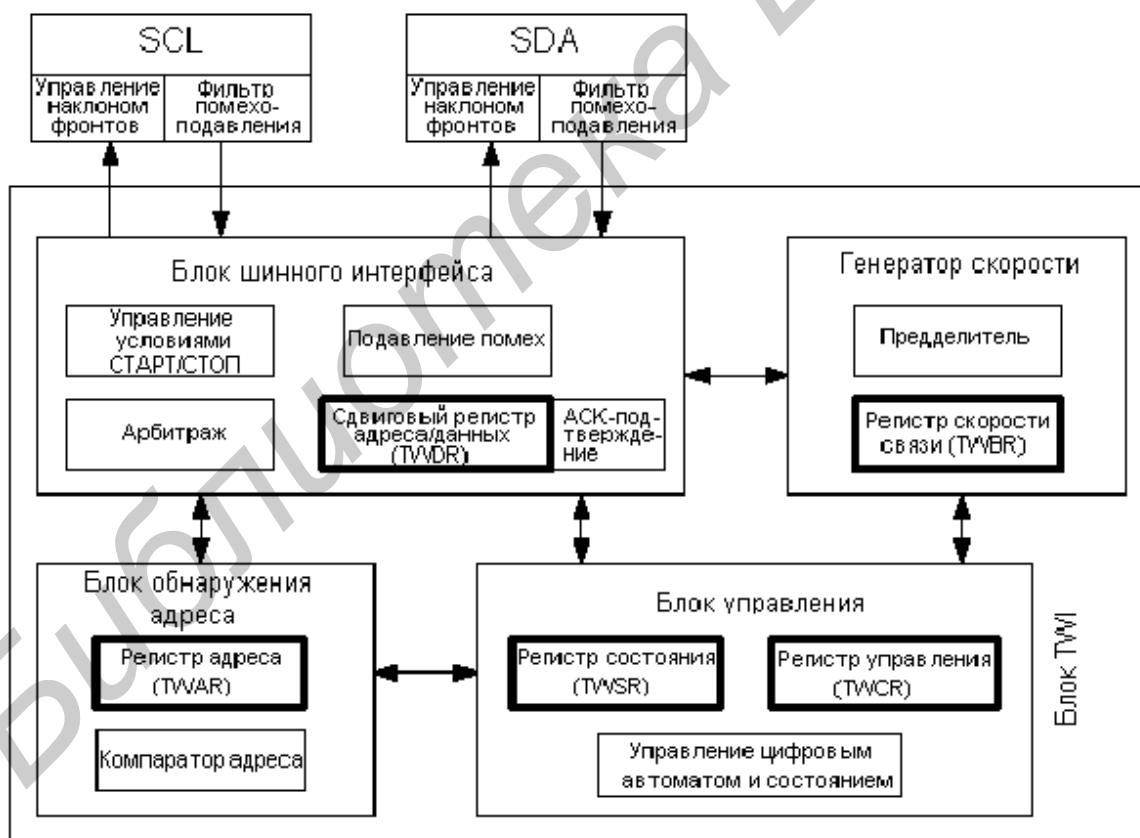 SCL
SDA
Управление
наклоном
фронтов
Фильтр
помехо-
подавления
Управление
наклоном
фронтов
Фильтр
помехо-
подавления
Блок шинного интерфейса
Управление
условиями
СТАРТ/СТОП
Подавление помех
Арбитраж
Сдвиговый регистр
адреса/данных
(TWDR)
АСК-под-
тверждe-
ние
Генератор скорости
Предделитель
Регистр скорости
связи (TWBR)
Блок обнаружения
адреса
Регистр адреса
(TWAR)
Компаратор адреса
Блок управления
Регистр состояния
(TWSR)
Регистр управления
(TWCR)
Управление цифровым
автоматом и состоянием
Блок TWI
Библиотека